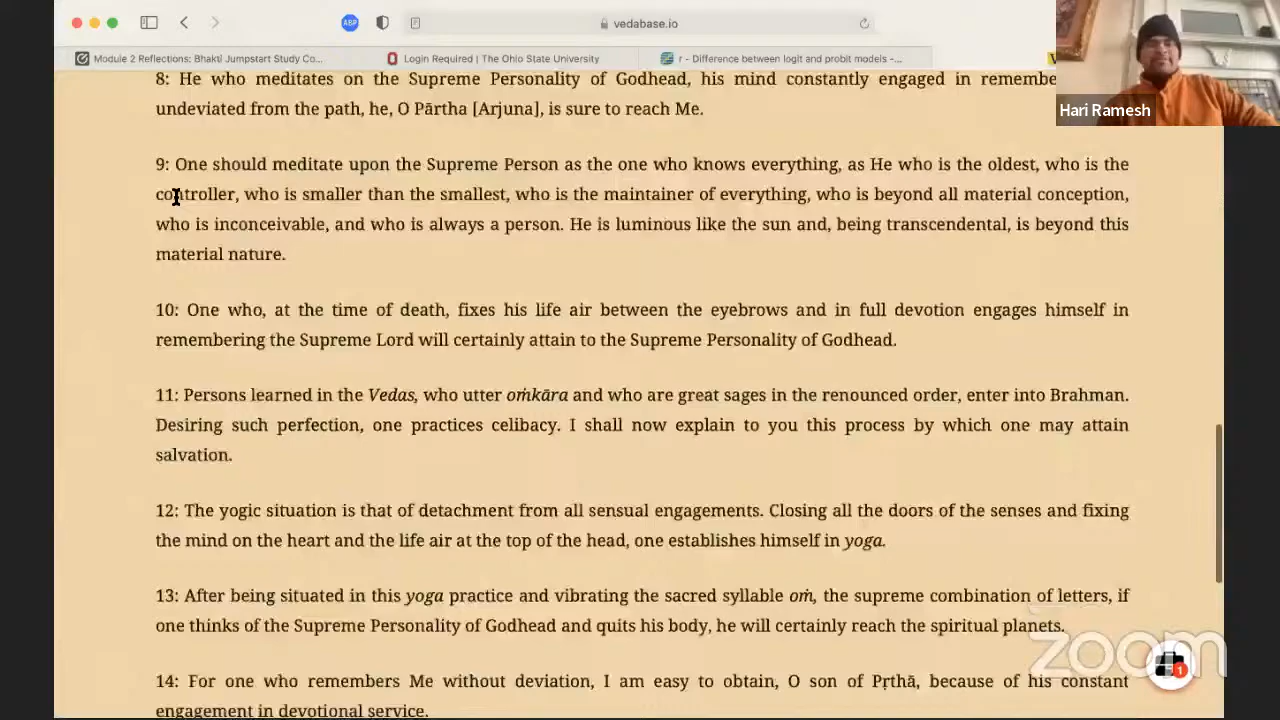 ABP
vedabase.io
Module 2 Reflections: Bhakti Jumpstart Study Co...
Login Required | The Ohio State University
r - Difference between logit and probit models -...
8: He who meditates on the Supreme Personality of Godhead, his mind constantly engaged in
undeviated from the path, he, O Pārtha [Arjuna], is sure to reach Me.
Hari Ramesh
9: One should meditate upon the Supreme Person as the one who knows everything, as He who is the oldest, who is the
controller, who is smaller than the smallest, who is the maintainer of everything, who is beyond all material conception,
who is inconceivable, and who is always a person. He is luminous like the sun and, being transcendental, is beyond this
material nature.
10: One who, at the time of death, fixes his life air between the eyebrows and in full devotion engages himself in
remembering the Supreme Lord will certainly attain to the Supreme Personality of Godhead.
11: Persons learned in the Vedas, who utter oṁkāra and who are great sages in the renounced order, enter into Brahman.
Desiring such perfection, one practices celibacy. I shall now explain to you this process by which one may attain
salvation.
12: The yogic situation is that of detachment from all sensual engagements. Closing all the doors of the senses and fixing
the mind on the heart and the life air at the top of the head, one establishes himself in yoga.
13: After being situated in this yoga practice and vibrating the sacred syllable oṁ, the supreme combination of letters, if
one thinks of the Supreme Personality of Godhead and quits his body, he will certainly reach the spiritual planets.
zoom
1
14: For one who remembers Me without deviation, I am easy to obtain, O son of Pṛthā, because of his constant
engagement in devotional service.